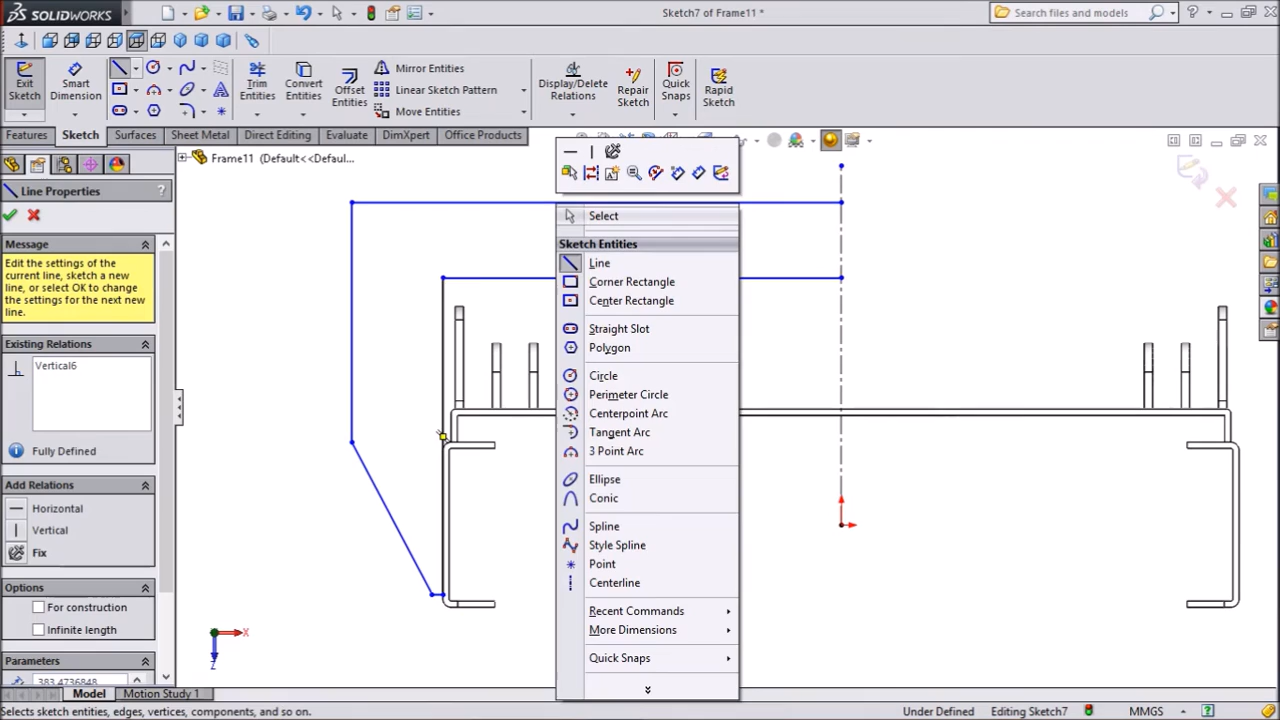 SOLIDWORKS
Sketch7 of Frame11 *
Search files and models
Exit Sketch
Smart Dimension
Trim Entities
Convert Entities
Offset Entities
Mirror Entities
Linear Sketch Pattern
Move Entities
Display/Delete Relations
Repair Sketch
Quick Snaps
Rapid Sketch
Features
Sketch
Surfaces
Sheet Metal
Direct Editing
Evaluate
DimXpert
Office Products
Frame11 (Default<<Defaul...
Line Properties
?
Message
Edit the settings of the
current line, sketch a new
line, or select OK to change
the settings for the next new
line.
Existing Relations
Vertical6
Fully Defined
Add Relations
Horizontal
Vertical
Fix
Options
For construction
Infinite length
Parameters
383.4736848
Select
Sketch Entities
Line
Corner Rectangle
Center Rectangle
Straight Slot
Polygon
Circle
Perimeter Circle
Centerpoint Arc
Tangent Arc
3 Point Arc
Ellipse
Conic
Spline
Style Spline
Point
Centerline
Recent Commands
More Dimensions
Quick Snaps
X
Z
Model
Motion Study 1
Selects sketch entities, edges, vertices, components, and so on.
Under Defined
Editing Sketch7
MMGS